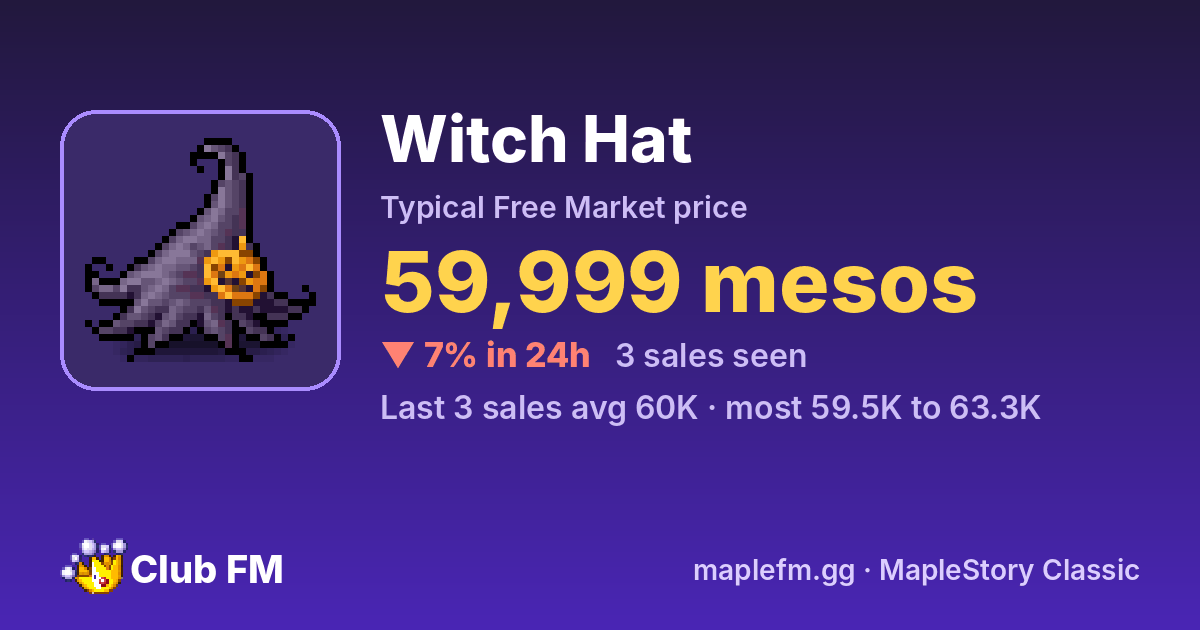 Witch Hat
Typical Free Market price
59,999 mesos
▼ 7% in 24h 3 sales seen
Last 3 sales avg 60K · most 59.5K to 63.3K
Club FM
maplefm.gg · MapleStory Classic